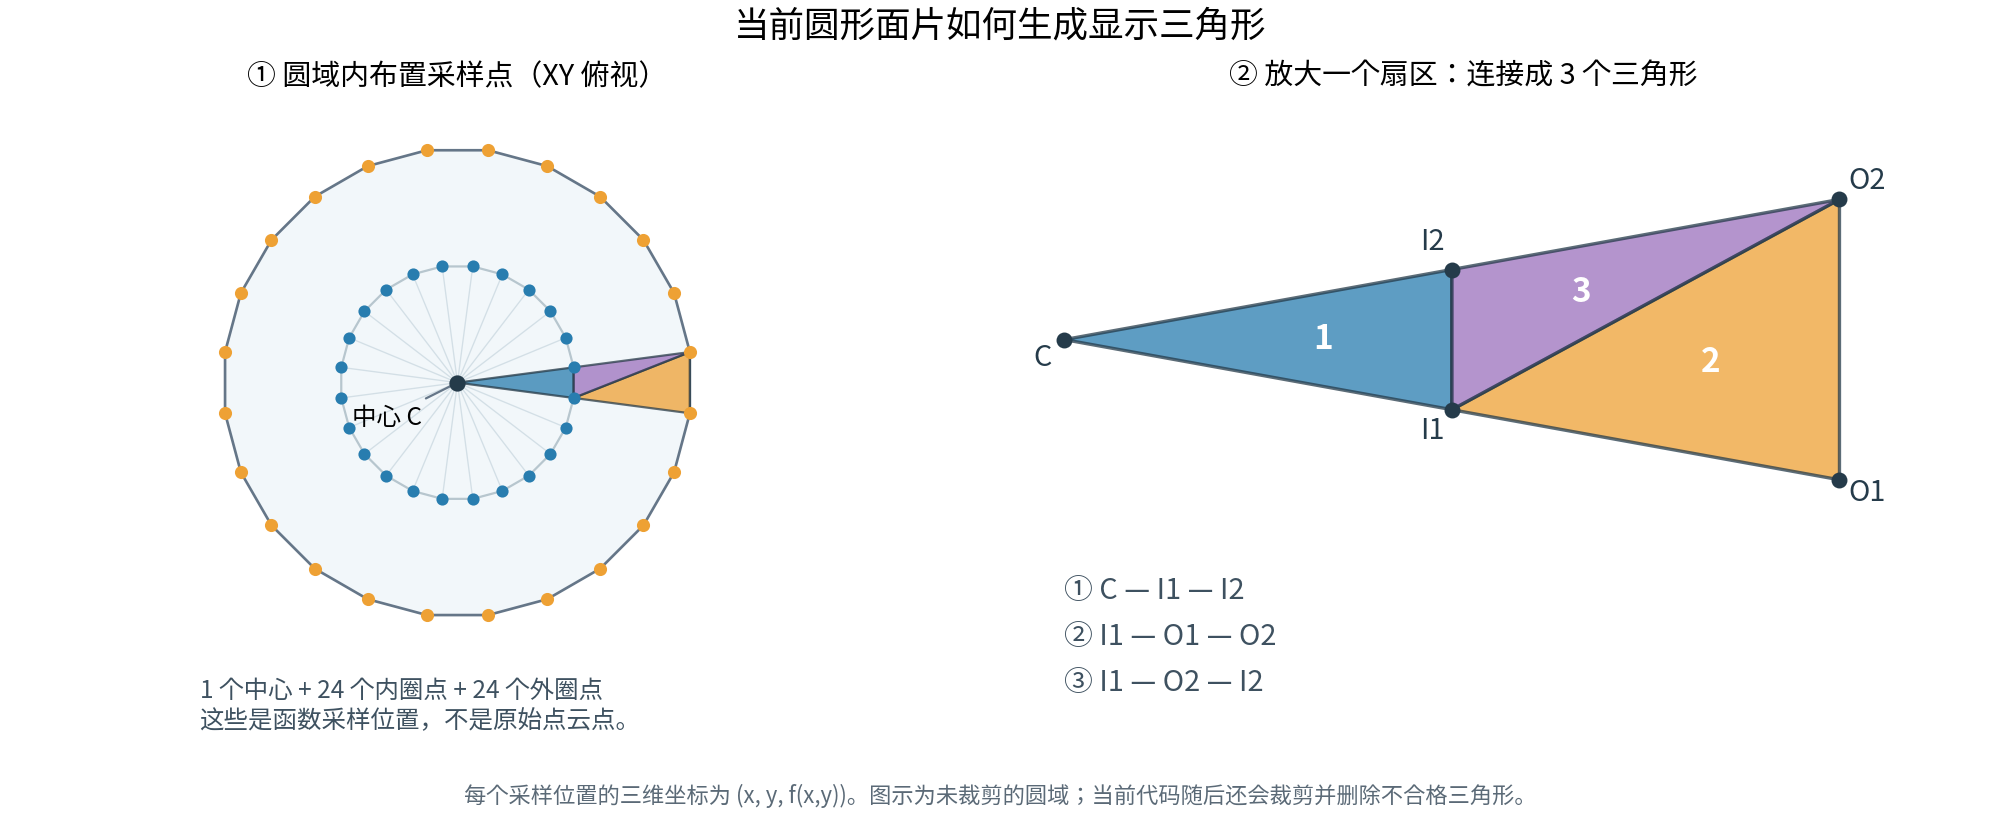 当前圆形面片如何生成显示三角形
① 圆域内布置采样点（XY 俯视）
中心 C
1 个中心 + 24 个内圈点 + 24 个外圈点
这些是函数采样位置，不是原始点云点。
② 放大一个扇区：连接成 3 个三角形
O2
I2
3
1
C
2
I1
O1
① C — I1 — I2
② I1 — O1 — O2
③ I1 — O2 — I2
每个采样位置的三维坐标为 (x, y, f(x,y))。图示为未裁剪的圆域；当前代码随后还会裁剪并删除不合格三角形。